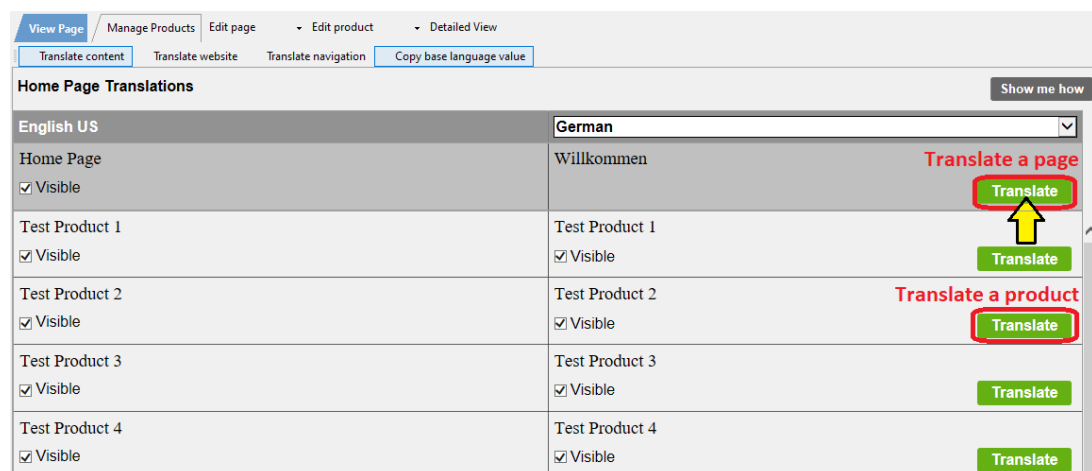 View Page Manage Products Edit page Edit product Detailed View
Translate content Translate website Translate navigation Copy base language value
Home Page Translations Show me how
English US German
Home Page Willkommen Translate a page
Visible Translate
Test Product 1 Test Product 1
Visible Visible Translate
Test Product 2 Test Product 2 Translate a product
Visible Visible Translate
Test Product 3 Test Product 3
Visible Visible Translate
Test Product 4 Test Product 4
Visible Visible Translate